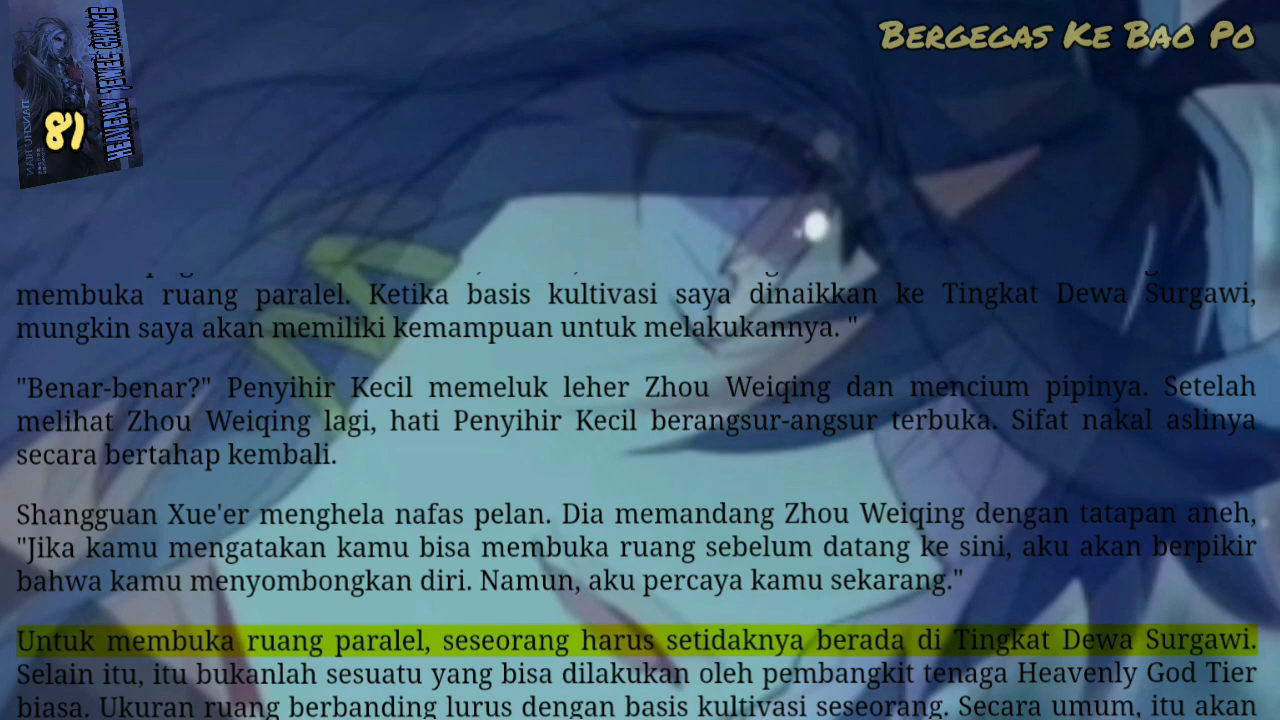 HEAVENLY JEWEL CHANGE
81
Bergegas Ke Bao Po
membuka ruang paralel. Ketika basis kultivasi saya dinaikkan ke Tingkat Dewa Surgawi,
mungkin saya akan memiliki kemampuan untuk melakukannya. "
"Benar-benar?" Penyihir Kecil memeluk leher Zhou Weiqing dan mencium pipinya. Setelah
melihat Zhou Weiqing lagi, hati Penyihir Kecil berangsur-angsur terbuka. Sifat nakal aslinya
secara bertahap kembali.
Shangguan Xue'er menghela nafas pelan. Dia memandang Zhou Weiqing dengan tatapan aneh,
"Jika kamu mengatakan kamu bisa membuka ruang sebelum datang ke sini, aku akan berpikir
bahwa kamu menyombongkan diri. Namun, aku percaya kamu sekarang."
Untuk membuka ruang paralel, seseorang harus setidaknya berada di Tingkat Dewa Surgawi.
Selain itu, itu bukanlah sesuatu yang bisa dilakukan oleh pembangkit tenaga Heavenly God Tier
biasa. Ukuran ruang berbanding lurus dengan basis kultivasi seseorang. Secara umum, itu akan